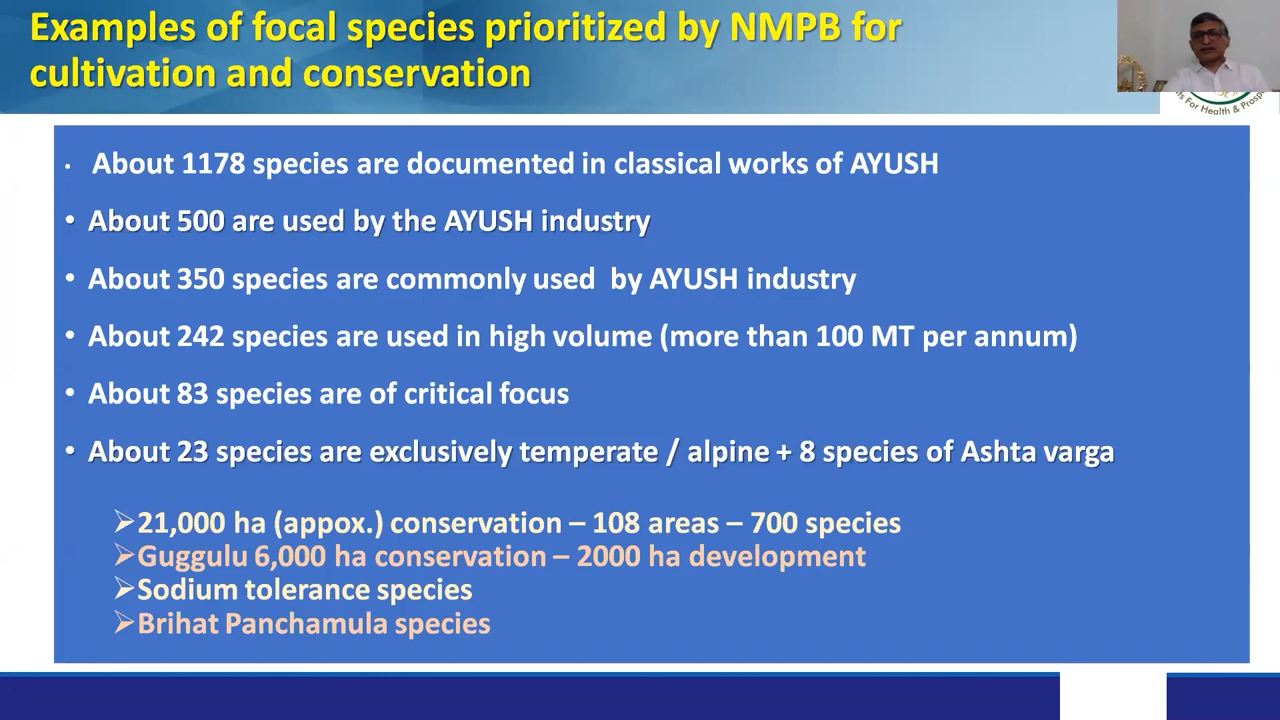 Examples of focal species prioritized by NMPB for
cultivation and conservation
For Health &
• About 1178 species are documented in classical works of AYUSH
• About 500 are used by the AYUSH industry
• About 350 species are commonly used by AYUSH industry
• About 242 species are used in high volume (more than 100 MT per annum)
• About 83 species are of critical focus
• About 23 species are exclusively temperate / alpine + 8 species of Ashta varga
➢21,000 ha (appox.) conservation – 108 areas – 700 species
➢Guggulu 6,000 ha conservation – 2000 ha development
➢Sodium tolerance species
➢Brihat Panchamula species